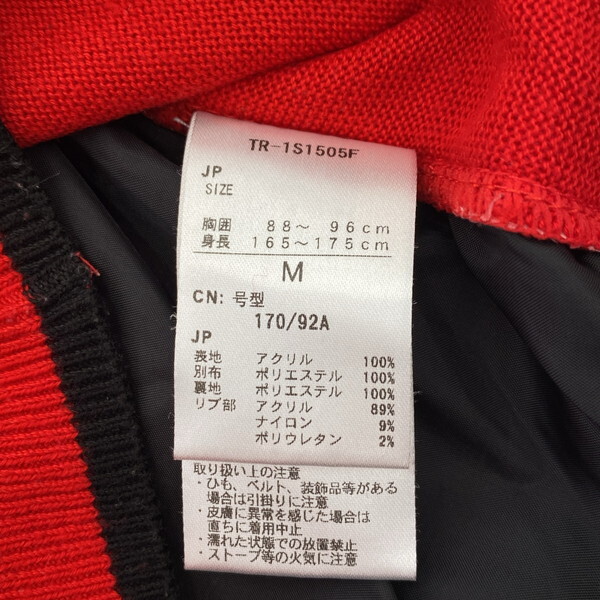 TR-1S1505F
JP
SIZE
胸囲 88～ 96cm
身長 165～175cm
M
CN: 号型
170/92A
JP
表地 アクリル 100%
別布 ポリエステル 100%
裏地 ポリエステル 100%
リブ部 アクリル 89%
ナイロン 9%
ポリウレタン 2%
取り扱い上の注意
・ひも、ベルト、装飾品等がある
場合は引掛りに注意
・皮膚に異常を感じた場合は
直ちに着用中止
・濡れた状態での放置禁止
・ストーブ等の火気に注意